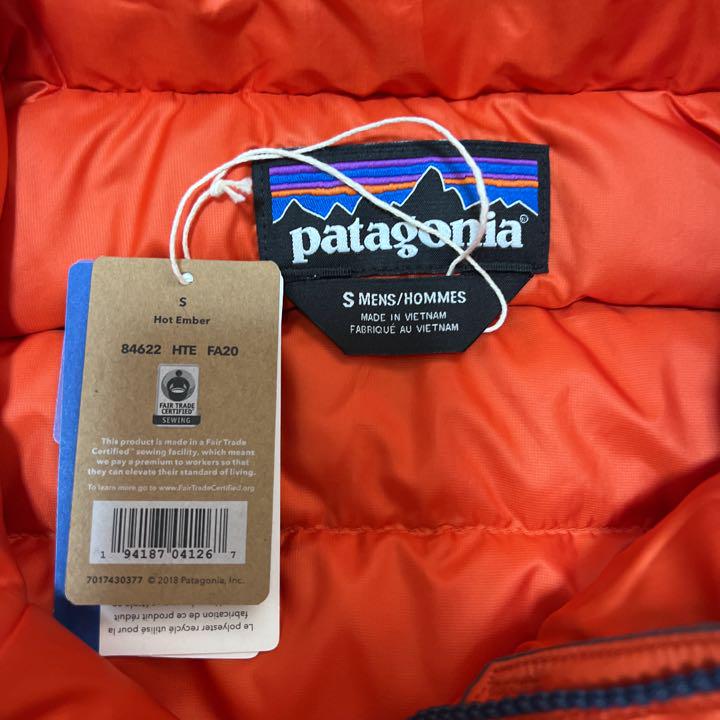 patagonia®
S MENS/HOMMES
MADE IN VIETNAM
FABRIQUÉ AU VIETNAM
S
Hot Ember
84622 HTE FA20
FAIR TRADE
CERTIFIED™
SEWING
This product is made in a Fair Trade
Certified™ sewing facility, which means
we pay a premium to workers so that
they can elevate their standard of living.
To learn more go to www.FairTradeCertified.org
1 94187 04126 7
7017430377 © 2018 Patagonia, Inc.
fabrication de ce produit
Le polyester recyclé utilisé pour la